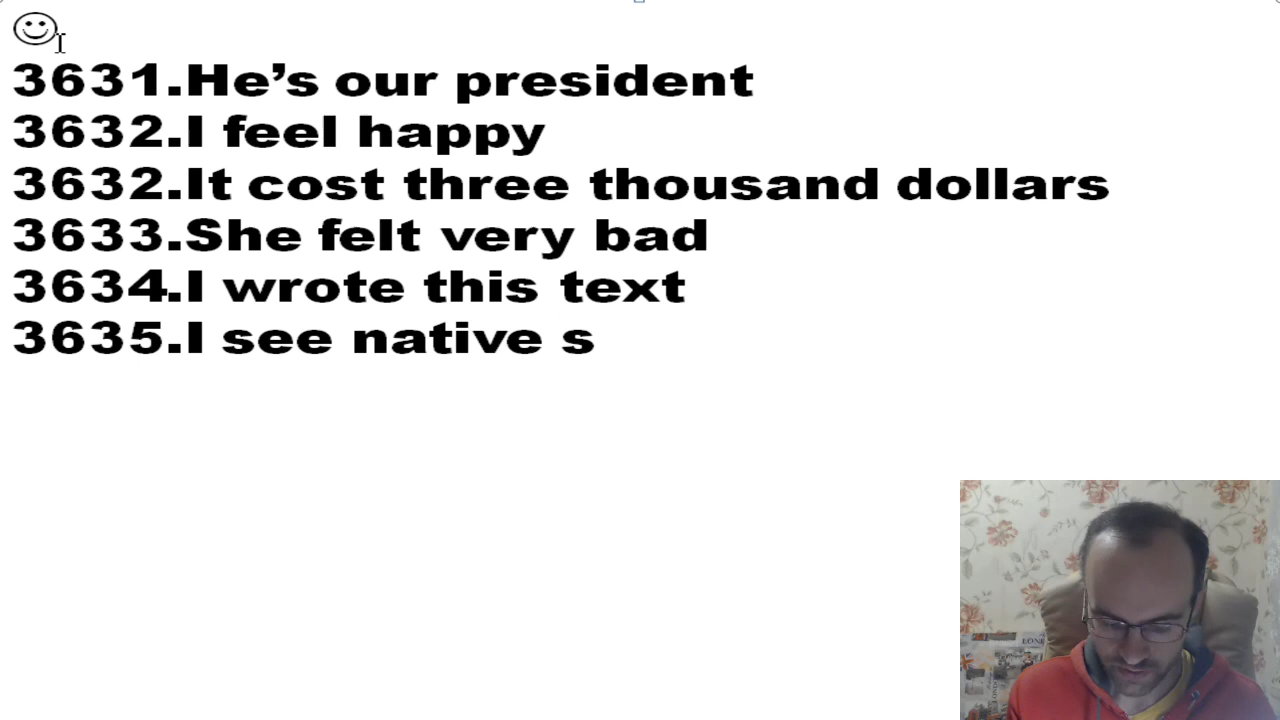 3631.He’s our president
3632.I feel happy
3632.It cost three thousand dollars
3633.She felt very bad
3634.I wrote this text
3635.I see native s